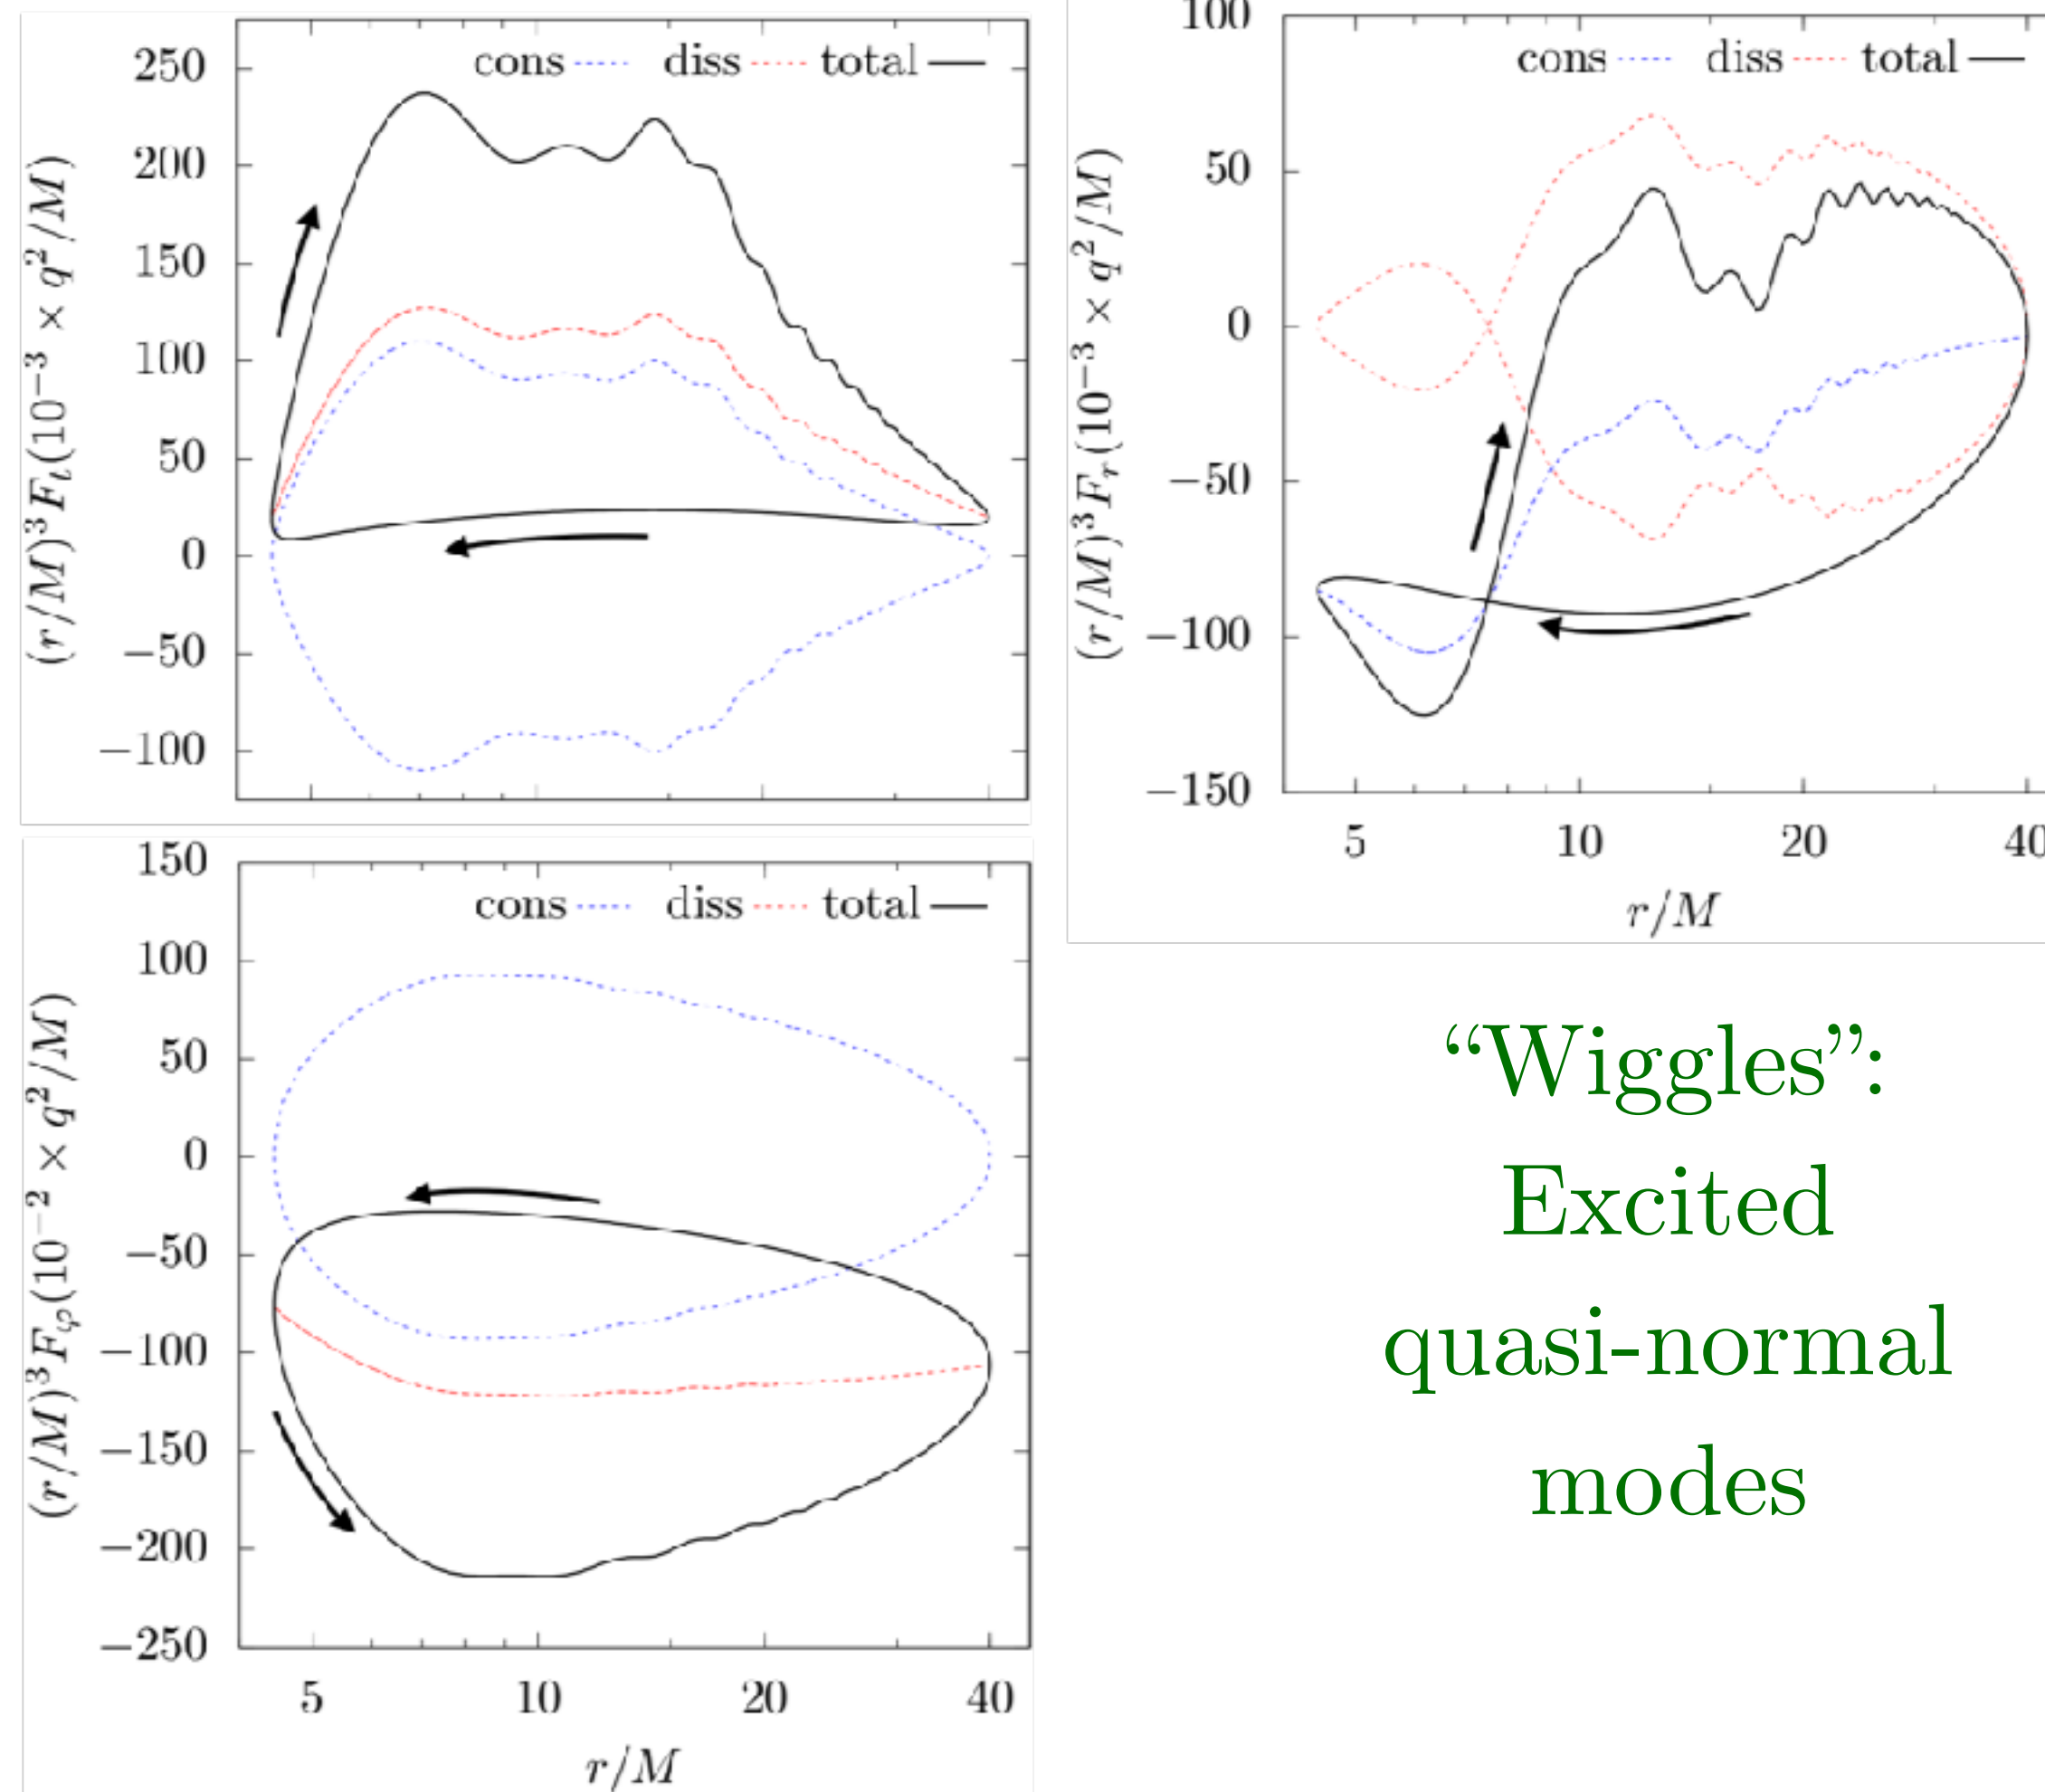 250
200
150
100
50
0
−50
−100
(r/M)³F_t(10⁻³ × q²/M)
cons diss total
100
50
0
−50
−100
−150
(r/M)³F_r(10⁻³ × q²/M)
cons diss total
5 10 20 40
r/M
150
100
50
0
−50
−100
−150
−200
−250
(r/M)³F_φ(10⁻² × q²/M)
cons diss total
5 10 20 40
r/M
“Wiggles”:
Excited
quasi-normal
modes